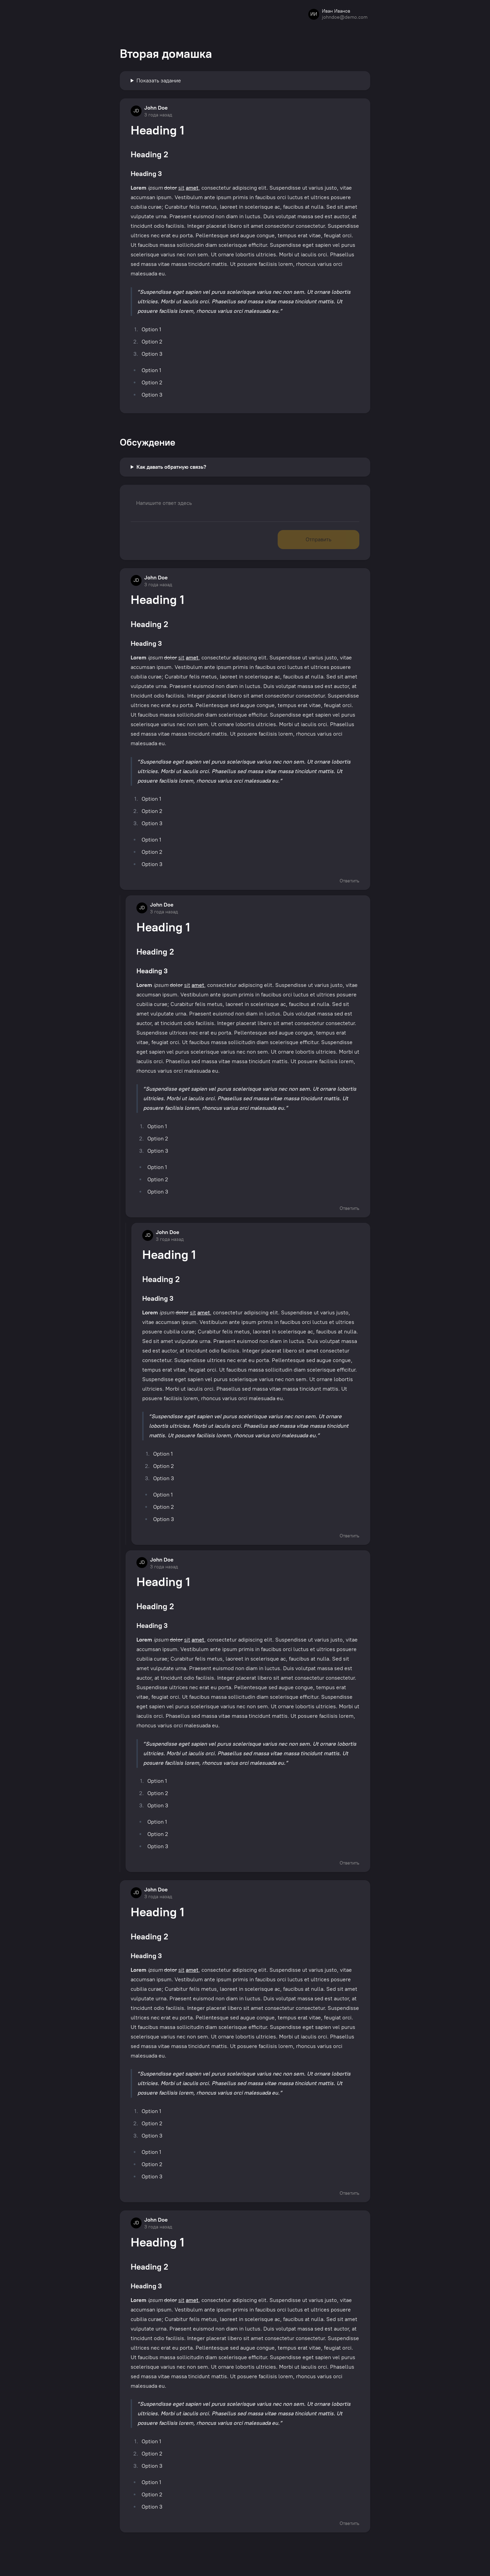 ИИ
Иван Иванов
johndoe@demo.com
Вторая домашка
Показать задание
JD
John Doe
3 года назад
Heading 1
Heading 2
Heading 3
Lorem ipsum dolor sit amet, consectetur adipiscing elit. Suspendisse ut varius justo, vitae
accumsan ipsum. Vestibulum ante ipsum primis in faucibus orci luctus et ultrices posuere
cubilia curae; Curabitur felis metus, laoreet in scelerisque ac, faucibus at nulla. Sed sit amet
vulputate urna. Praesent euismod non diam in luctus. Duis volutpat massa sed est auctor, at
tincidunt odio facilisis. Integer placerat libero sit amet consectetur consectetur. Suspendisse
ultrices nec erat eu porta. Pellentesque sed augue congue, tempus erat vitae, feugiat orci.
Ut faucibus massa sollicitudin diam scelerisque efficitur. Suspendisse eget sapien vel purus
scelerisque varius nec non sem. Ut ornare lobortis ultricies. Morbi ut iaculis orci. Phasellus
sed massa vitae massa tincidunt mattis. Ut posuere facilisis lorem, rhoncus varius orci
malesuada eu.
"Suspendisse eget sapien vel purus scelerisque varius nec non sem. Ut ornare lobortis
ultricies. Morbi ut iaculis orci. Phasellus sed massa vitae massa tincidunt mattis. Ut
posuere facilisis lorem, rhoncus varius orci malesuada eu."
1. Option 1
2. Option 2
3. Option 3
Option 1
Option 2
Option 3
Обсуждение
Как давать обратную связь?
Напишите ответ здесь
Отправить
JD
John Doe
3 года назад
Heading 1
Heading 2
Heading 3
Lorem ipsum dolor sit amet, consectetur adipiscing elit. Suspendisse ut varius justo, vitae
accumsan ipsum. Vestibulum ante ipsum primis in faucibus orci luctus et ultrices posuere
cubilia curae; Curabitur felis metus, laoreet in scelerisque ac, faucibus at nulla. Sed sit amet
vulputate urna. Praesent euismod non diam in luctus. Duis volutpat massa sed est auctor, at
tincidunt odio facilisis. Integer placerat libero sit amet consectetur consectetur. Suspendisse
ultrices nec erat eu porta. Pellentesque sed augue congue, tempus erat vitae, feugiat orci.
Ut faucibus massa sollicitudin diam scelerisque efficitur. Suspendisse eget sapien vel purus
scelerisque varius nec non sem. Ut ornare lobortis ultricies. Morbi ut iaculis orci. Phasellus
sed massa vitae massa tincidunt mattis. Ut posuere facilisis lorem, rhoncus varius orci
malesuada eu.
"Suspendisse eget sapien vel purus scelerisque varius nec non sem. Ut ornare lobortis
ultricies. Morbi ut iaculis orci. Phasellus sed massa vitae massa tincidunt mattis. Ut
posuere facilisis lorem, rhoncus varius orci malesuada eu."
1. Option 1
2. Option 2
3. Option 3
Option 1
Option 2
Option 3
Ответить
JD
John Doe
3 года назад
Heading 1
Heading 2
Heading 3
Lorem ipsum dolor sit amet, consectetur adipiscing elit. Suspendisse ut varius justo, vitae
accumsan ipsum. Vestibulum ante ipsum primis in faucibus orci luctus et ultrices posuere
cubilia curae; Curabitur felis metus, laoreet in scelerisque ac, faucibus at nulla. Sed sit
amet vulputate urna. Praesent euismod non diam in luctus. Duis volutpat massa sed est
auctor, at tincidunt odio facilisis. Integer placerat libero sit amet consectetur consectetur.
Suspendisse ultrices nec erat eu porta. Pellentesque sed augue congue, tempus erat
vitae, feugiat orci. Ut faucibus massa sollicitudin diam scelerisque efficitur. Suspendisse
eget sapien vel purus scelerisque varius nec non sem. Ut ornare lobortis ultricies. Morbi ut
iaculis orci. Phasellus sed massa vitae massa tincidunt mattis. Ut posuere facilisis lorem,
rhoncus varius orci malesuada eu.
"Suspendisse eget sapien vel purus scelerisque varius nec non sem. Ut ornare lobortis
ultricies. Morbi ut iaculis orci. Phasellus sed massa vitae massa tincidunt mattis. Ut
posuere facilisis lorem, rhoncus varius orci malesuada eu."
1. Option 1
2. Option 2
3. Option 3
Option 1
Option 2
Option 3
Ответить
JD
John Doe
3 года назад
Heading 1
Heading 2
Heading 3
Lorem ipsum dolor sit amet, consectetur adipiscing elit. Suspendisse ut varius justo,
vitae accumsan ipsum. Vestibulum ante ipsum primis in faucibus orci luctus et ultrices
posuere cubilia curae; Curabitur felis metus, laoreet in scelerisque ac, faucibus at nulla.
Sed sit amet vulputate urna. Praesent euismod non diam in luctus. Duis volutpat massa
sed est auctor, at tincidunt odio facilisis. Integer placerat libero sit amet consectetur
consectetur. Suspendisse ultrices nec erat eu porta. Pellentesque sed augue congue,
tempus erat vitae, feugiat orci. Ut faucibus massa sollicitudin diam scelerisque efficitur.
Suspendisse eget sapien vel purus scelerisque varius nec non sem. Ut ornare lobortis
ultricies. Morbi ut iaculis orci. Phasellus sed massa vitae massa tincidunt mattis. Ut
posuere facilisis lorem, rhoncus varius orci malesuada eu.
"Suspendisse eget sapien vel purus scelerisque varius nec non sem. Ut ornare
lobortis ultricies. Morbi ut iaculis orci. Phasellus sed massa vitae massa tincidunt
mattis. Ut posuere facilisis lorem, rhoncus varius orci malesuada eu."
1. Option 1
2. Option 2
3. Option 3
Option 1
Option 2
Option 3
Ответить
JD
John Doe
3 года назад
Heading 1
Heading 2
Heading 3
Lorem ipsum dolor sit amet, consectetur adipiscing elit. Suspendisse ut varius justo, vitae
accumsan ipsum. Vestibulum ante ipsum primis in faucibus orci luctus et ultrices posuere
cubilia curae; Curabitur felis metus, laoreet in scelerisque ac, faucibus at nulla. Sed sit
amet vulputate urna. Praesent euismod non diam in luctus. Duis volutpat massa sed est
auctor, at tincidunt odio facilisis. Integer placerat libero sit amet consectetur consectetur.
Suspendisse ultrices nec erat eu porta. Pellentesque sed augue congue, tempus erat
vitae, feugiat orci. Ut faucibus massa sollicitudin diam scelerisque efficitur. Suspendisse
eget sapien vel purus scelerisque varius nec non sem. Ut ornare lobortis ultricies. Morbi ut
iaculis orci. Phasellus sed massa vitae massa tincidunt mattis. Ut posuere facilisis lorem,
rhoncus varius orci malesuada eu.
"Suspendisse eget sapien vel purus scelerisque varius nec non sem. Ut ornare lobortis
ultricies. Morbi ut iaculis orci. Phasellus sed massa vitae massa tincidunt mattis. Ut
posuere facilisis lorem, rhoncus varius orci malesuada eu."
1. Option 1
2. Option 2
3. Option 3
Option 1
Option 2
Option 3
Ответить
JD
John Doe
3 года назад
Heading 1
Heading 2
Heading 3
Lorem ipsum dolor sit amet, consectetur adipiscing elit. Suspendisse ut varius justo, vitae
accumsan ipsum. Vestibulum ante ipsum primis in faucibus orci luctus et ultrices posuere
cubilia curae; Curabitur felis metus, laoreet in scelerisque ac, faucibus at nulla. Sed sit amet
vulputate urna. Praesent euismod non diam in luctus. Duis volutpat massa sed est auctor, at
tincidunt odio facilisis. Integer placerat libero sit amet consectetur consectetur. Suspendisse
ultrices nec erat eu porta. Pellentesque sed augue congue, tempus erat vitae, feugiat orci.
Ut faucibus massa sollicitudin diam scelerisque efficitur. Suspendisse eget sapien vel purus
scelerisque varius nec non sem. Ut ornare lobortis ultricies. Morbi ut iaculis orci. Phasellus
sed massa vitae massa tincidunt mattis. Ut posuere facilisis lorem, rhoncus varius orci
malesuada eu.
"Suspendisse eget sapien vel purus scelerisque varius nec non sem. Ut ornare lobortis
ultricies. Morbi ut iaculis orci. Phasellus sed massa vitae massa tincidunt mattis. Ut
posuere facilisis lorem, rhoncus varius orci malesuada eu."
1. Option 1
2. Option 2
3. Option 3
Option 1
Option 2
Option 3
Ответить
JD
John Doe
3 года назад
Heading 1
Heading 2
Heading 3
Lorem ipsum dolor sit amet, consectetur adipiscing elit. Suspendisse ut varius justo, vitae
accumsan ipsum. Vestibulum ante ipsum primis in faucibus orci luctus et ultrices posuere
cubilia curae; Curabitur felis metus, laoreet in scelerisque ac, faucibus at nulla. Sed sit amet
vulputate urna. Praesent euismod non diam in luctus. Duis volutpat massa sed est auctor, at
tincidunt odio facilisis. Integer placerat libero sit amet consectetur consectetur. Suspendisse
ultrices nec erat eu porta. Pellentesque sed augue congue, tempus erat vitae, feugiat orci.
Ut faucibus massa sollicitudin diam scelerisque efficitur. Suspendisse eget sapien vel purus
scelerisque varius nec non sem. Ut ornare lobortis ultricies. Morbi ut iaculis orci. Phasellus
sed massa vitae massa tincidunt mattis. Ut posuere facilisis lorem, rhoncus varius orci
malesuada eu.
"Suspendisse eget sapien vel purus scelerisque varius nec non sem. Ut ornare lobortis
ultricies. Morbi ut iaculis orci. Phasellus sed massa vitae massa tincidunt mattis. Ut
posuere facilisis lorem, rhoncus varius orci malesuada eu."
1. Option 1
2. Option 2
3. Option 3
Option 1
Option 2
Option 3
Ответить